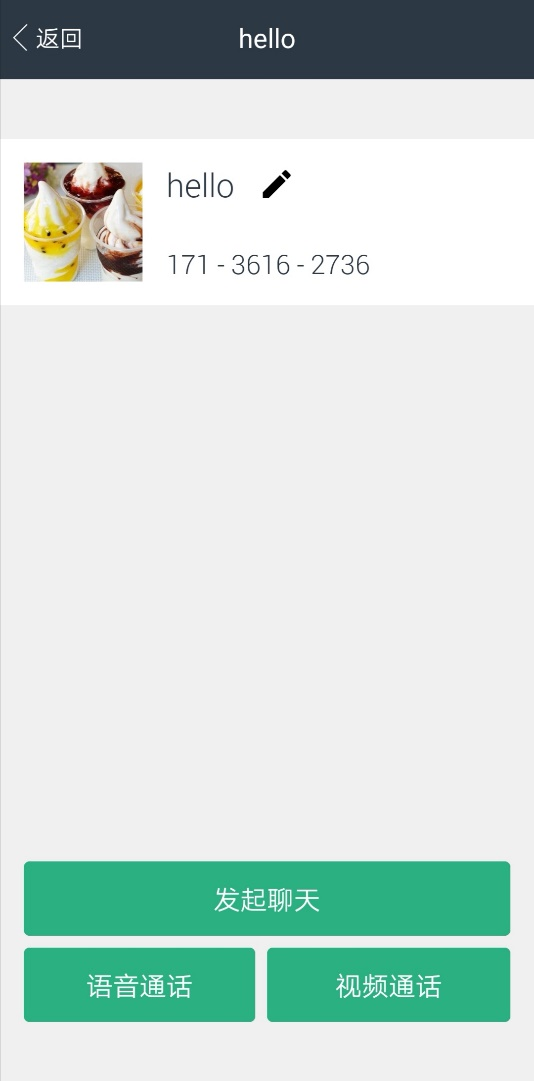 返回 hello
hello
171 - 3616 - 2736
发起聊天
语音通话 视频通话